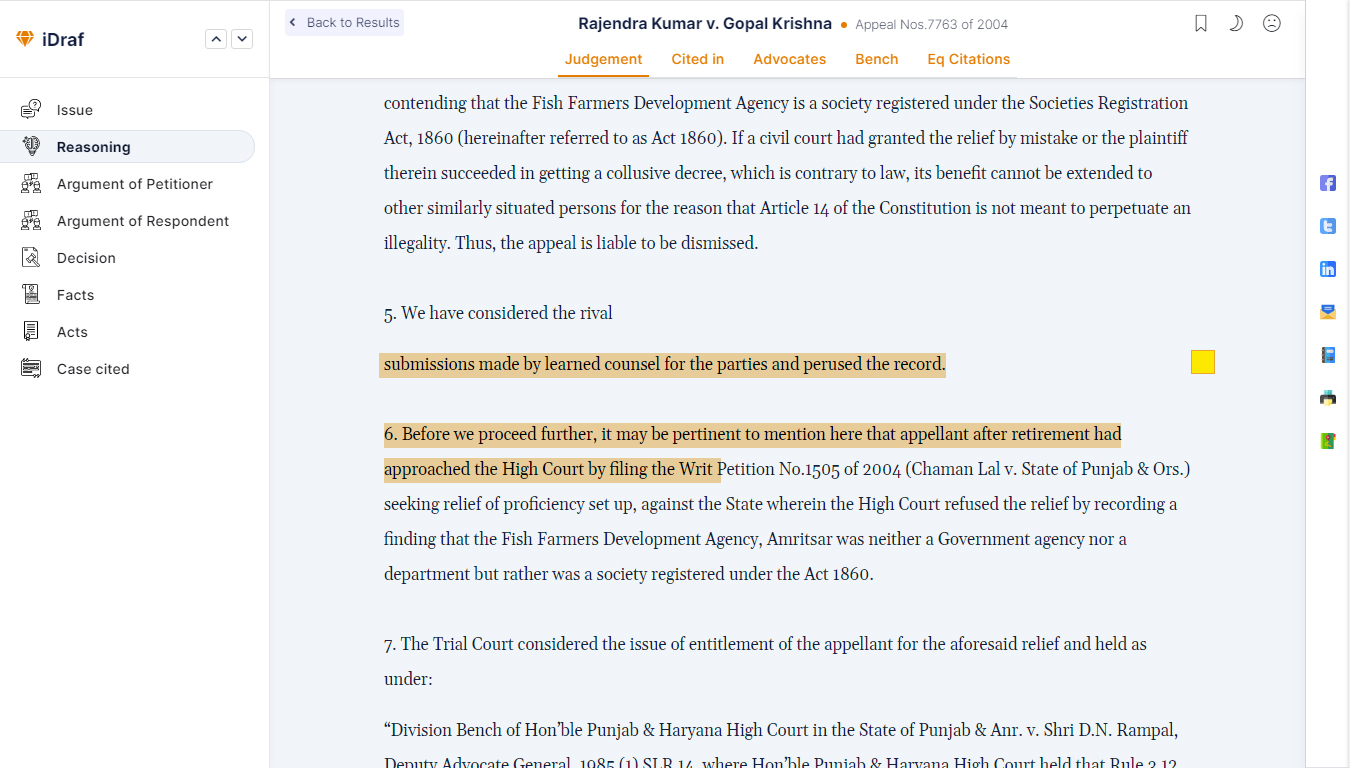 iDraf
Issue
Reasoning
Argument of Petitioner
Argument of Respondent
Decision
Facts
Acts
Case cited
Back to Results
Rajendra Kumar v. Gopal Krishna Appeal Nos.7763 of 2004
Judgement Cited in Advocates Bench Eq Citations
contending that the Fish Farmers Development Agency is a society registered under the Societies Registration
Act, 1860 (hereinafter referred to as Act 1860). If a civil court had granted the relief by mistake or the plaintiff
therein succeeded in getting a collusive decree, which is contrary to law, its benefit cannot be extended to
other similarly situated persons for the reason that Article 14 of the Constitution is not meant to perpetuate an
illegality. Thus, the appeal is liable to be dismissed.
5. We have considered the rival
submissions made by learned counsel for the parties and perused the record.
6. Before we proceed further, it may be pertinent to mention here that appellant after retirement had
approached the High Court by filing the Writ Petition No.1505 of 2004 (Chaman Lal v. State of Punjab & Ors.)
seeking relief of proficiency set up, against the State wherein the High Court refused the relief by recording a
finding that the Fish Farmers Development Agency, Amritsar was neither a Government agency nor a
department but rather was a society registered under the Act 1860.
7. The Trial Court considered the issue of entitlement of the appellant for the aforesaid relief and held as
under:
“Division Bench of Hon’ble Punjab & Haryana High Court in the State of Punjab & Anr. v. Shri D.N. Rampal,
Deputy Advocate General, 1985 (1) SLR 14, where Hon’ble Punjab & Haryana High Court held that Rule 3.12